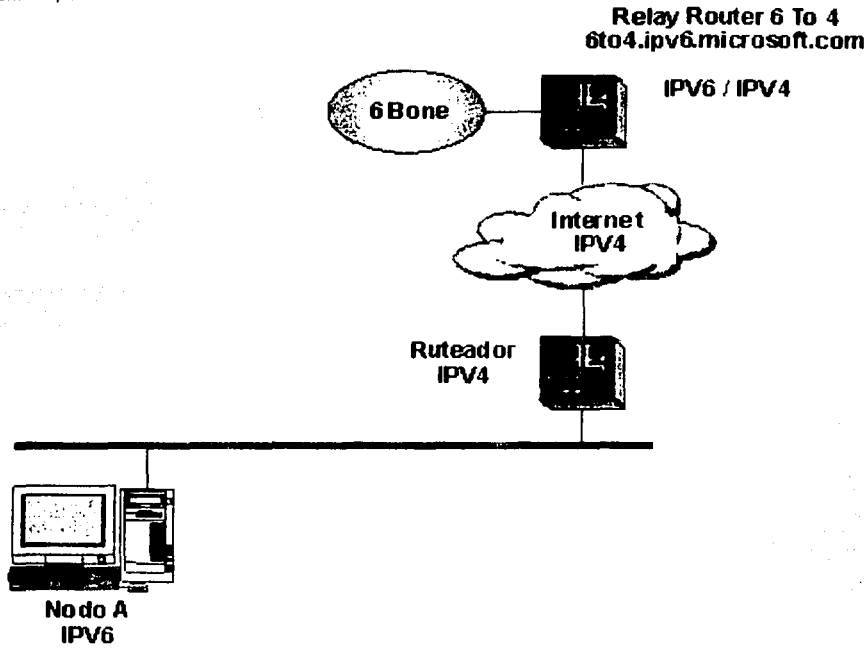 Relay Router 6 To 4
6to4.ipv6.microsoft.com
IPV6 / IPV4
6Bone
Internet
IPV4
Ruteador
IPV4
Nodo A
IPV6